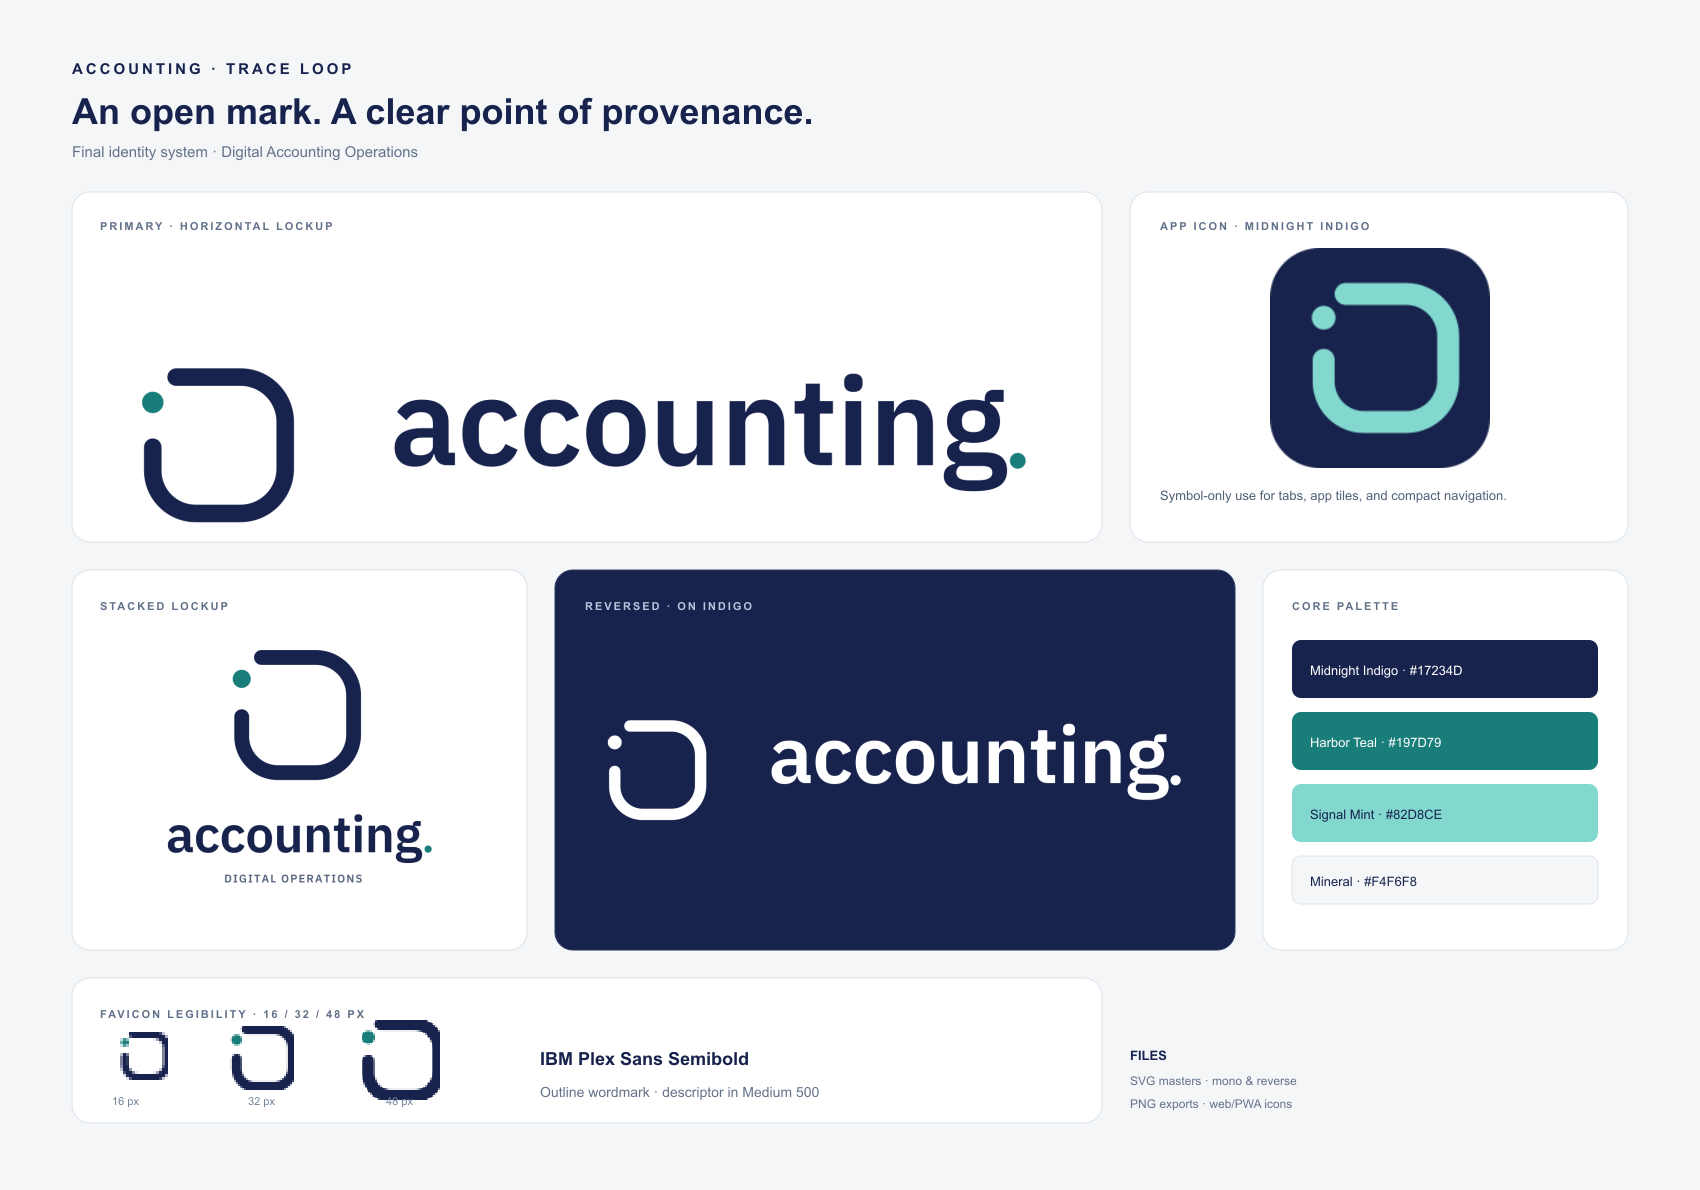 ACCOUNTING · TRACE LOOP
An open mark. A clear point of provenance.
Final identity system · Digital Accounting Operations
PRIMARY · HORIZONTAL LOCKUP
accounting.
APP ICON · MIDNIGHT INDIGO
Symbol-only use for tabs, app tiles, and compact navigation.
STACKED LOCKUP
accounting.
DIGITAL OPERATIONS
REVERSED · ON INDIGO
accounting.
CORE PALETTE
Midnight Indigo · #17234D
Harbor Teal · #197D79
Signal Mint · #82D8CE
Mineral · #F4F6F8
FAVICON LEGIBILITY · 16 / 32 / 48 PX
16 px
32 px
48 px
IBM Plex Sans Semibold
Outline wordmark · descriptor in Medium 500
FILES
SVG masters · mono & reverse
PNG exports · web/PWA icons